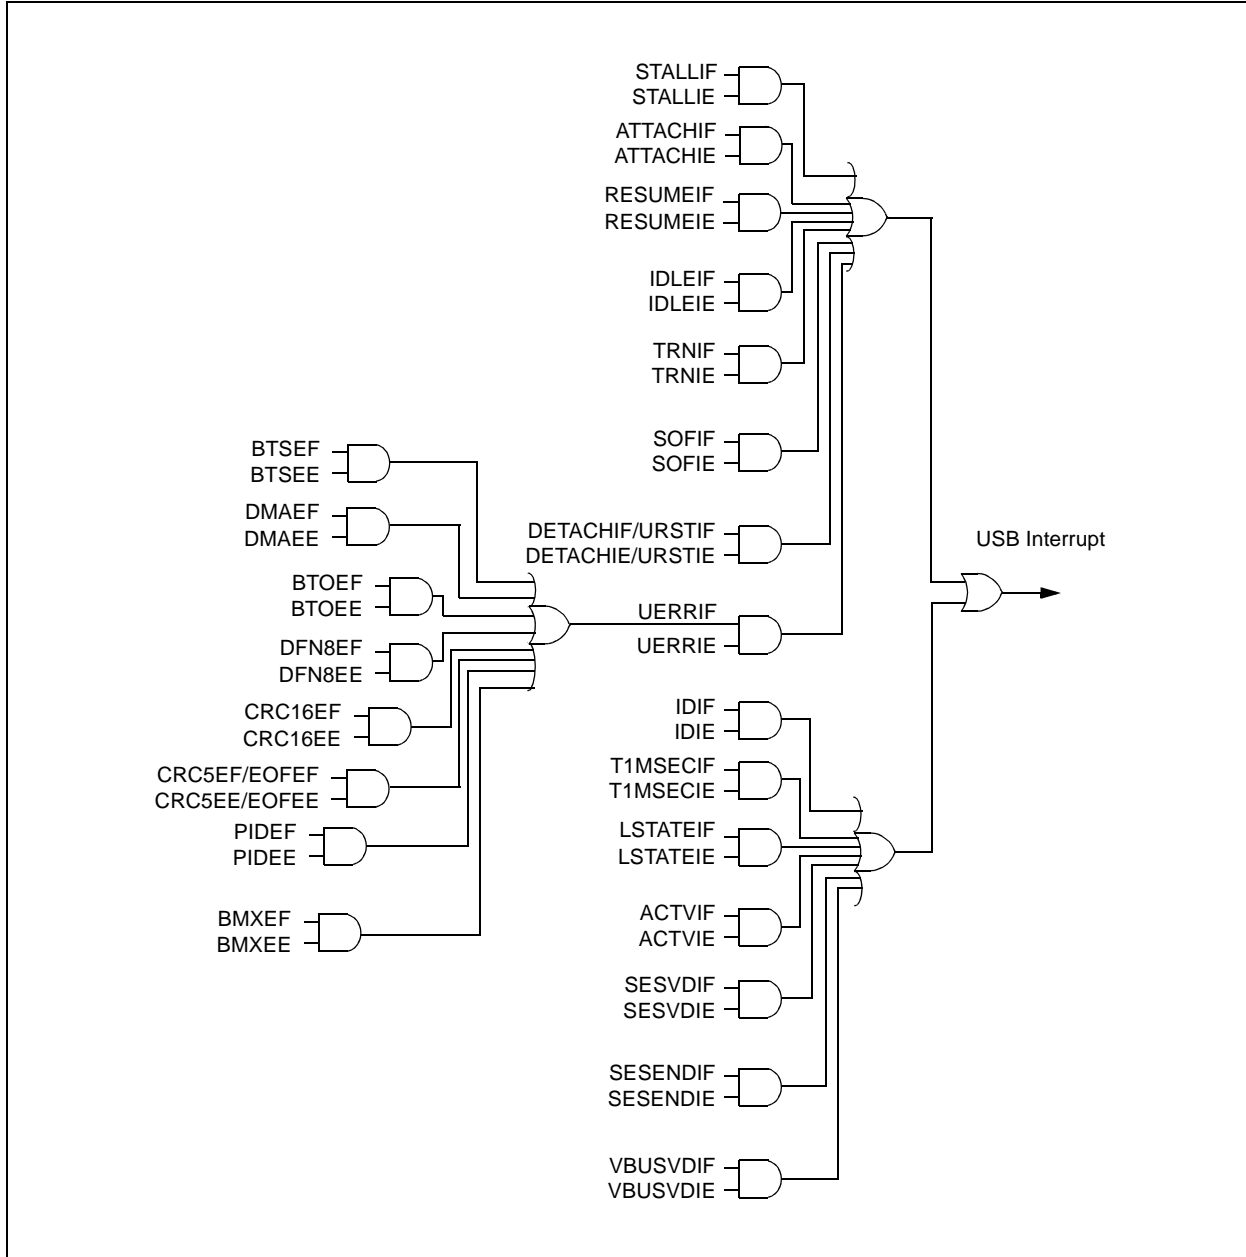 STALLIF
STALLIE
ATTACHIF
ATTACHIE
RESUMEIF
RESUMEIE
IDLEIF
IDLEIE
TRNIF
TRNIE
SOFIF
SOFIE
BTSEF
BTSEE
DMAEF
DMAEE
DETACHIF/URSTIF
DETACHIE/URSTIE
USB Interrupt
BTOEF
BTOEE
UERRIF
UERRIE
DFN8EF
DFN8EE
CRC16EF
CRC16EE
IDIF
IDIE
CRC5EF/EOFEF
CRC5EE/EOFEE
T1MSECIF
T1MSECIE
PIDEF
PIDEE
LSTATEIF
LSTATEIE
BMXEF
BMXEE
ACTVIF
ACTVIE
SESVDIF
SESVDIE
SESENDIF
SESENDIE
VBUSVDIF
VBUSVDIE